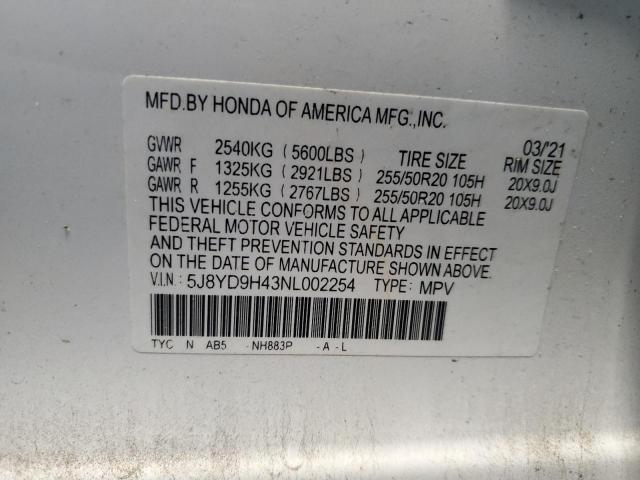 MFD.BY HONDA OF AMERICA MFG.,INC.
03/'21
GVWR 2540KG (5600LBS) TIRE SIZE RIM SIZE
GAWR F 1325KG (2921LBS) 255/50R20 105H 20X9.0J
GAWR R 1255KG (2767LBS) 255/50R20 105H 20X9.0J
THIS VEHICLE CONFORMS TO ALL APPLICABLE
FEDERAL MOTOR VEHICLE SAFETY
AND THEFT PREVENTION STANDARDS IN EFFECT
ON THE DATE OF MANUFACTURE SHOWN ABOVE.
V.I.N.: 5J8YD9H43NL002254 TYPE: MPV
TYC N AB5 -NH883P -A-L